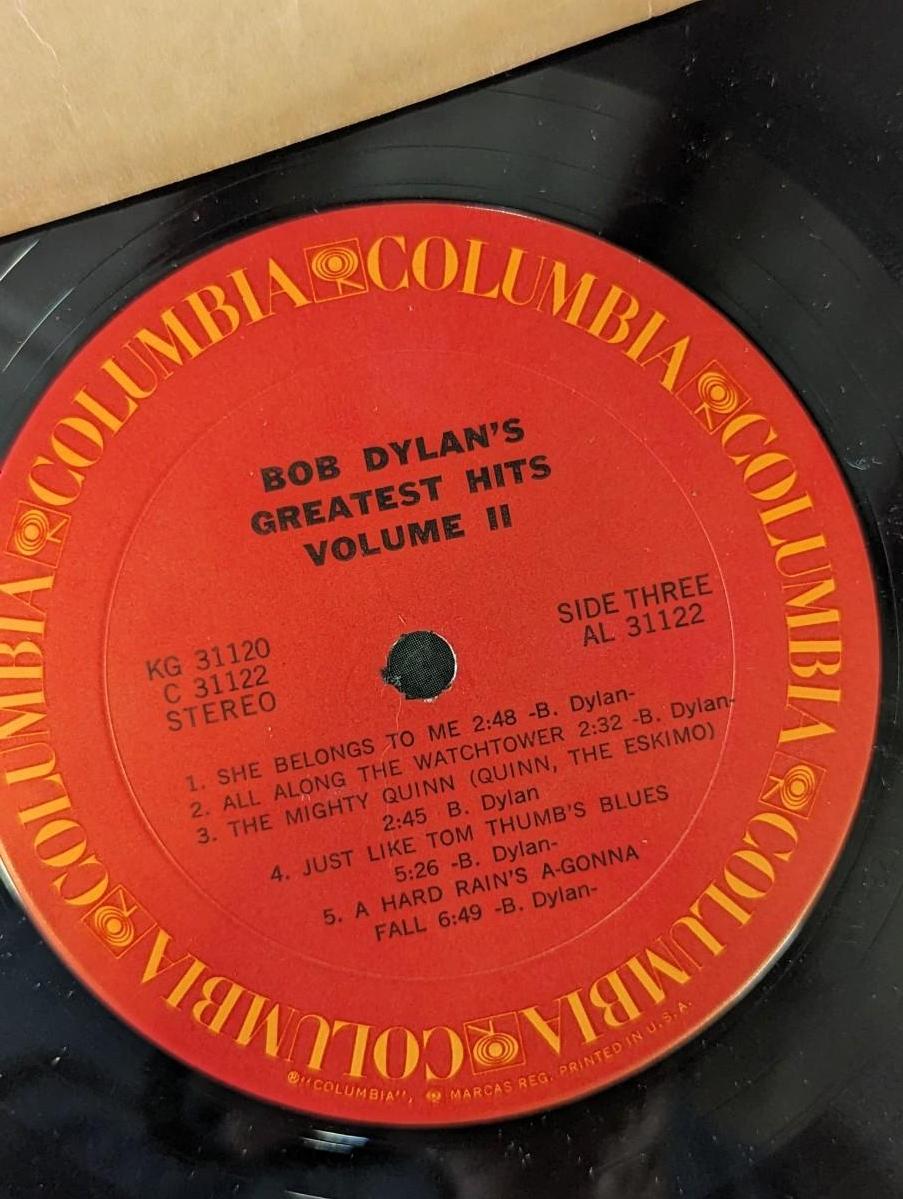 COLUMBIA COLUMBIA COLUMBIA COLUMBIA COLUMBIA COLUMBIA
BOB DYLAN'S
GREATEST HITS
VOLUME II
SIDE THREE
AL 31122
KG 31120
C 31122
STEREO
1. SHE BELONGS TO ME 2:48 -B. Dylan-
2. ALL ALONG THE WATCHTOWER 2:32 -B. Dylan-
3. THE MIGHTY QUINN (QUINN, THE ESKIMO)
2:45 B. Dylan
4. JUST LIKE TOM THUMB'S BLUES
5:26 -B. Dylan-
5. A HARD RAIN'S A-GONNA
FALL 6:49 -B. Dylan-
®"COLUMBIA", MARCAS REG. PRINTED IN U.S.A.